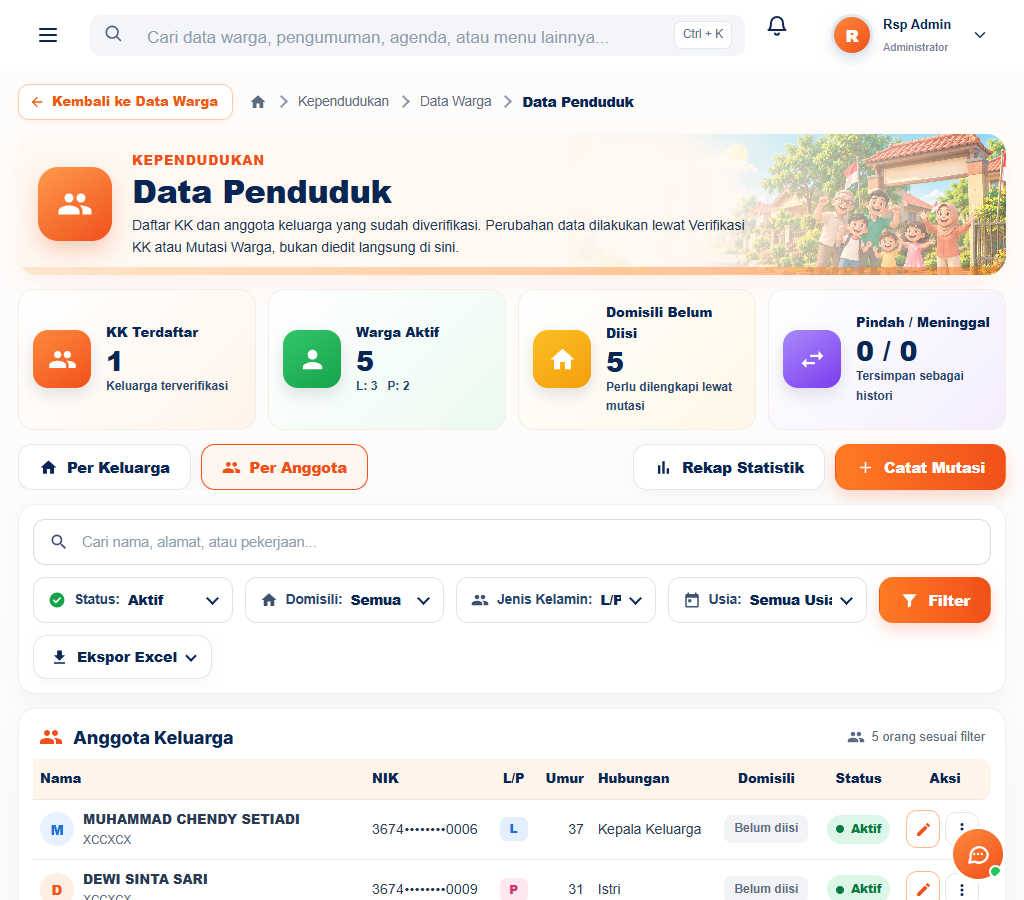 Cari data warga, pengumuman, agenda, atau menu lainnya...
Ctrl + K
R
Rsp Admin
Administrator
Kembali ke Data Warga
Kependudukan
Data Warga
Data Penduduk
KEPENDUDUKAN
Data Penduduk
Daftar KK dan anggota keluarga yang sudah diverifikasi. Perubahan data dilakukan lewat Verifikasi
KK atau Mutasi Warga, bukan diedit langsung di sini.
KK Terdaftar
1
Keluarga terverifikasi
Warga Aktif
5
L: 3 P: 2
Domisili Belum
Diisi
5
Perlu dilengkapi lewat
mutasi
Pindah / Meninggal
0 / 0
Tersimpan sebagai
histori
Per Keluarga
Per Anggota
Rekap Statistik
Catat Mutasi
Cari nama, alamat, atau pekerjaan...
Status: Aktif
Domisili: Semua
Jenis Kelamin: L/P
Usia: Semua Usia
Filter
Ekspor Excel
Anggota Keluarga
5 orang sesuai filter
Nama NIK L/P Umur Hubungan Domisili Status Aksi
M MUHAMMAD CHENDY SETIADI 3674••••••••0006 L 37 Kepala Keluarga Belum diisi Aktif
XCCXCX
D DEWI SINTA SARI 3674••••••••0009 P 31 Istri Belum diisi Aktif
XCCXCX